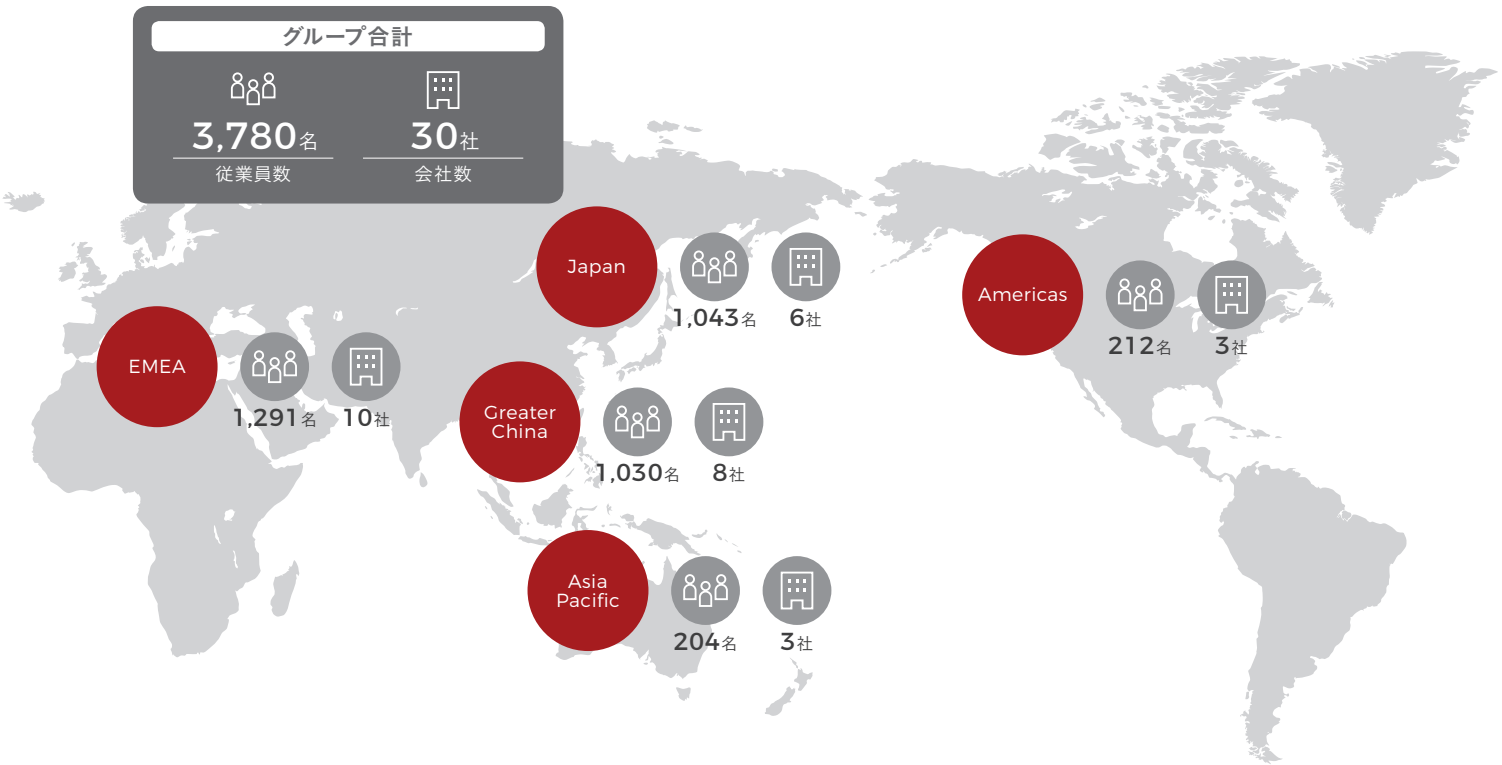 グループ合計
3,780名
30社
従業員数
会社数
Japan
1,043名
6社
Americas
212名
3社
EMEA
1,291名
10社
Greater
China
1,030名
8社
Asia
Pacific
204名
3社